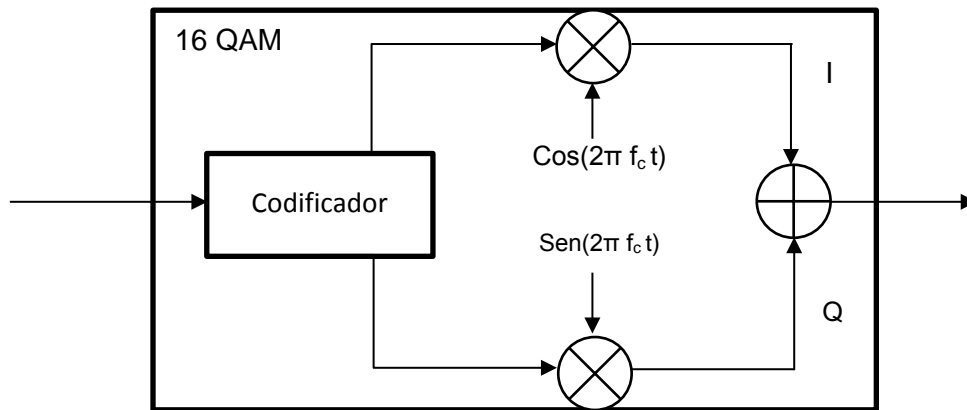 16 QAM
I
Cos(2π fc t)
Codificador
Sen(2π fc t)
Q